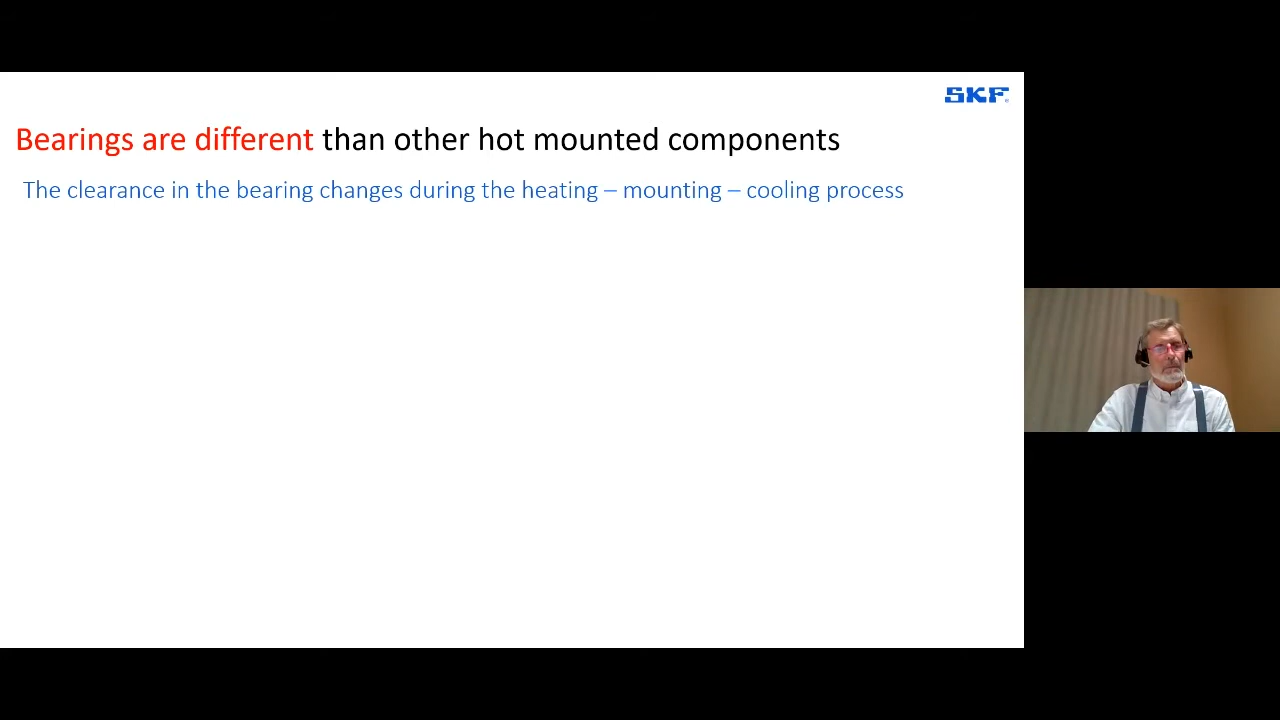 SKF
Bearings are different than other hot mounted components
The clearance in the bearing changes during the heating – mounting – cooling process